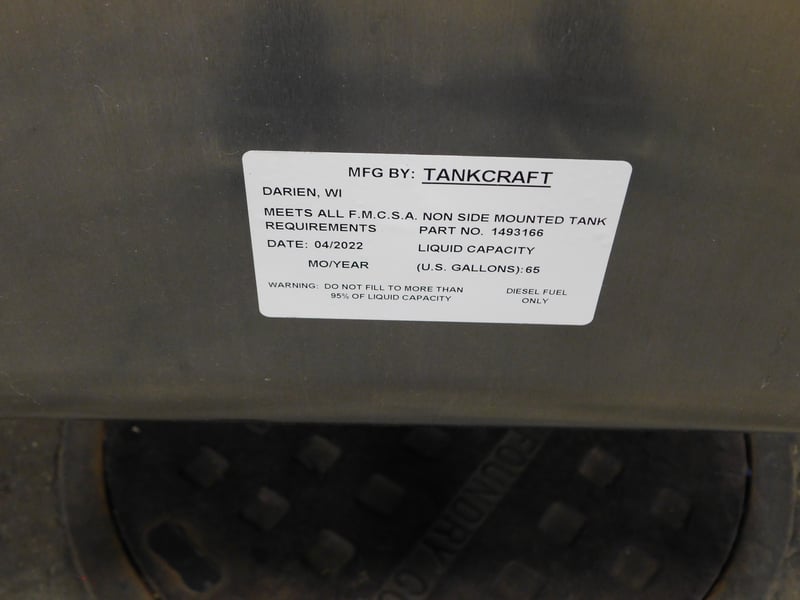 MFG BY: TANKCRAFT
DARIEN, WI
MEETS ALL F.M.C.S.A. NON SIDE MOUNTED TANK
REQUIREMENTS PART NO. 1493166
DATE: 04/2022 LIQUID CAPACITY
MO/YEAR (U.S. GALLONS): 65
WARNING: DO NOT FILL TO MORE THAN DIESEL FUEL
95% OF LIQUID CAPACITY ONLY
FOUNDRY CO